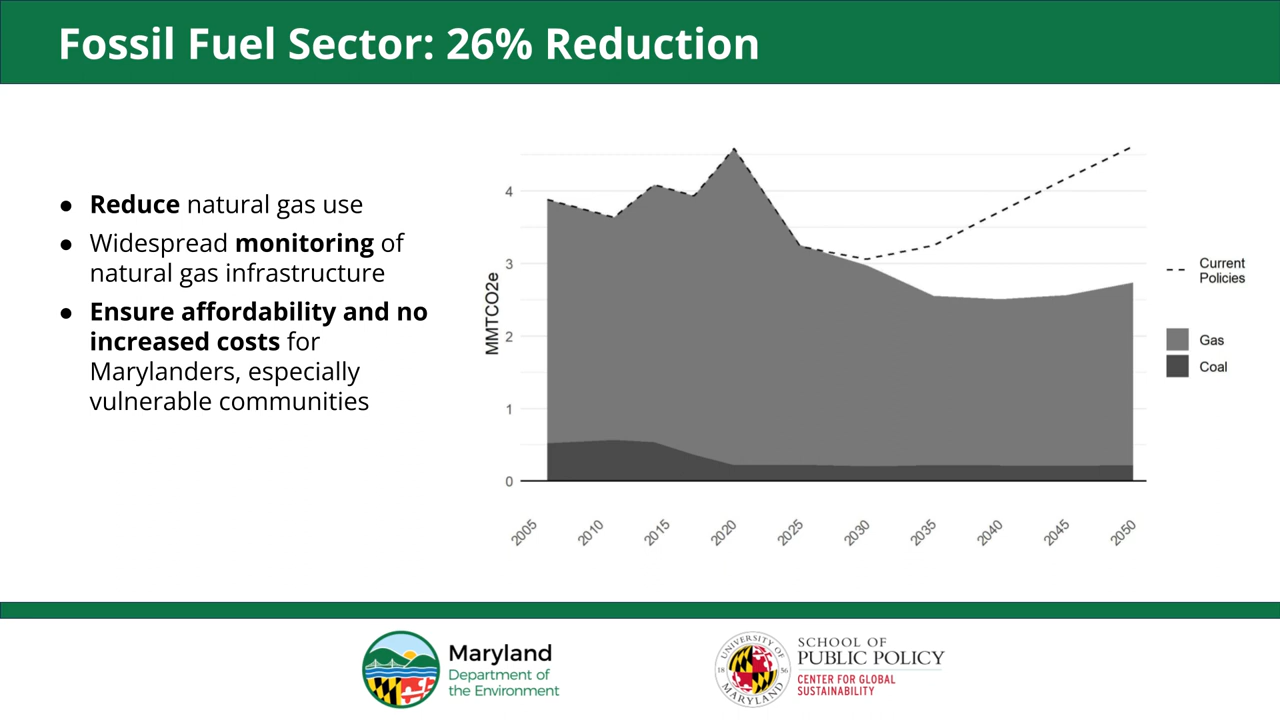 Fossil Fuel Sector: 26% Reduction
● Reduce natural gas use
● Widespread monitoring of
natural gas infrastructure
● Ensure affordability and no
increased costs for
Marylanders, especially
vulnerable communities
MMTCO2e
4
3
2
1
0
2005
2010
2015
2020
2025
2030
2035
2040
2045
2050
Current
Policies
Gas
Coal
Maryland
Department of
the Environment
UNIVERSITY OF
18 56
MARYLAND
SCHOOL OF
PUBLIC POLICY
CENTER FOR GLOBAL
SUSTAINABILITY